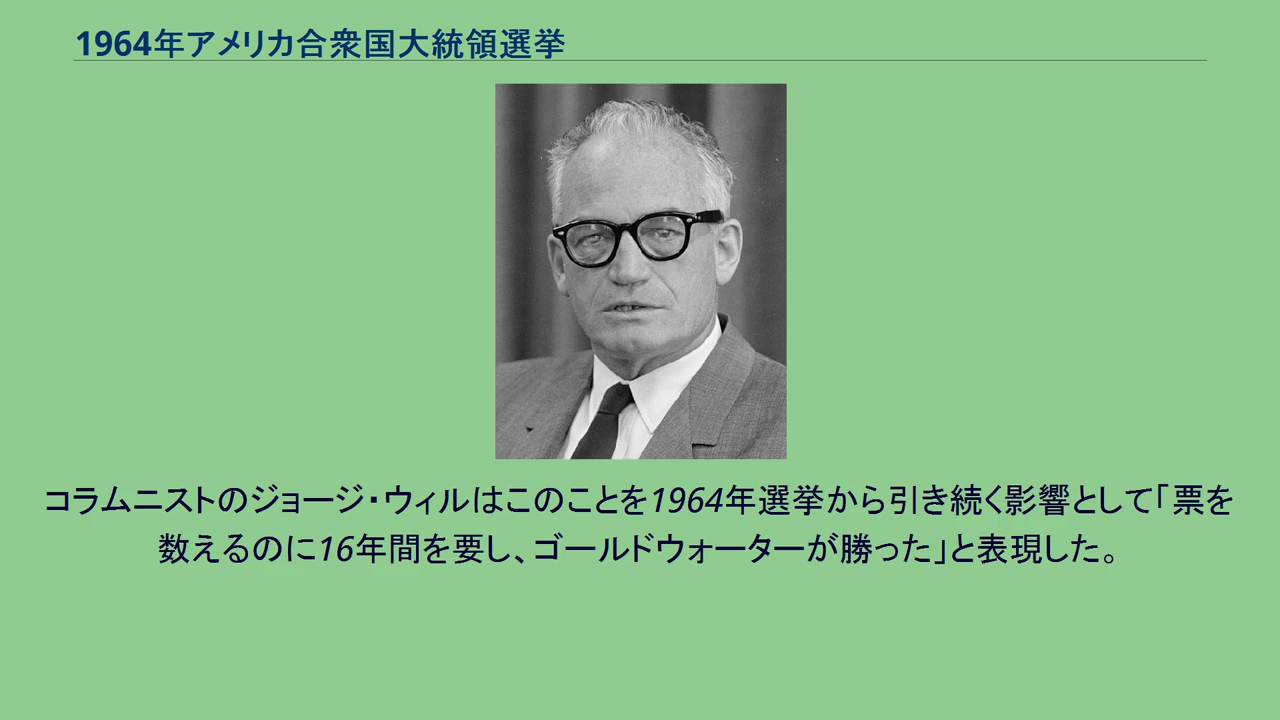 1964年アメリカ合衆国大統領選挙
コラムニストのジョージ・ウィルはこのことを1964年選挙から引き続く影響として「票を
数えるのに16年間を要し、ゴールドウォーターが勝った」と表現した。